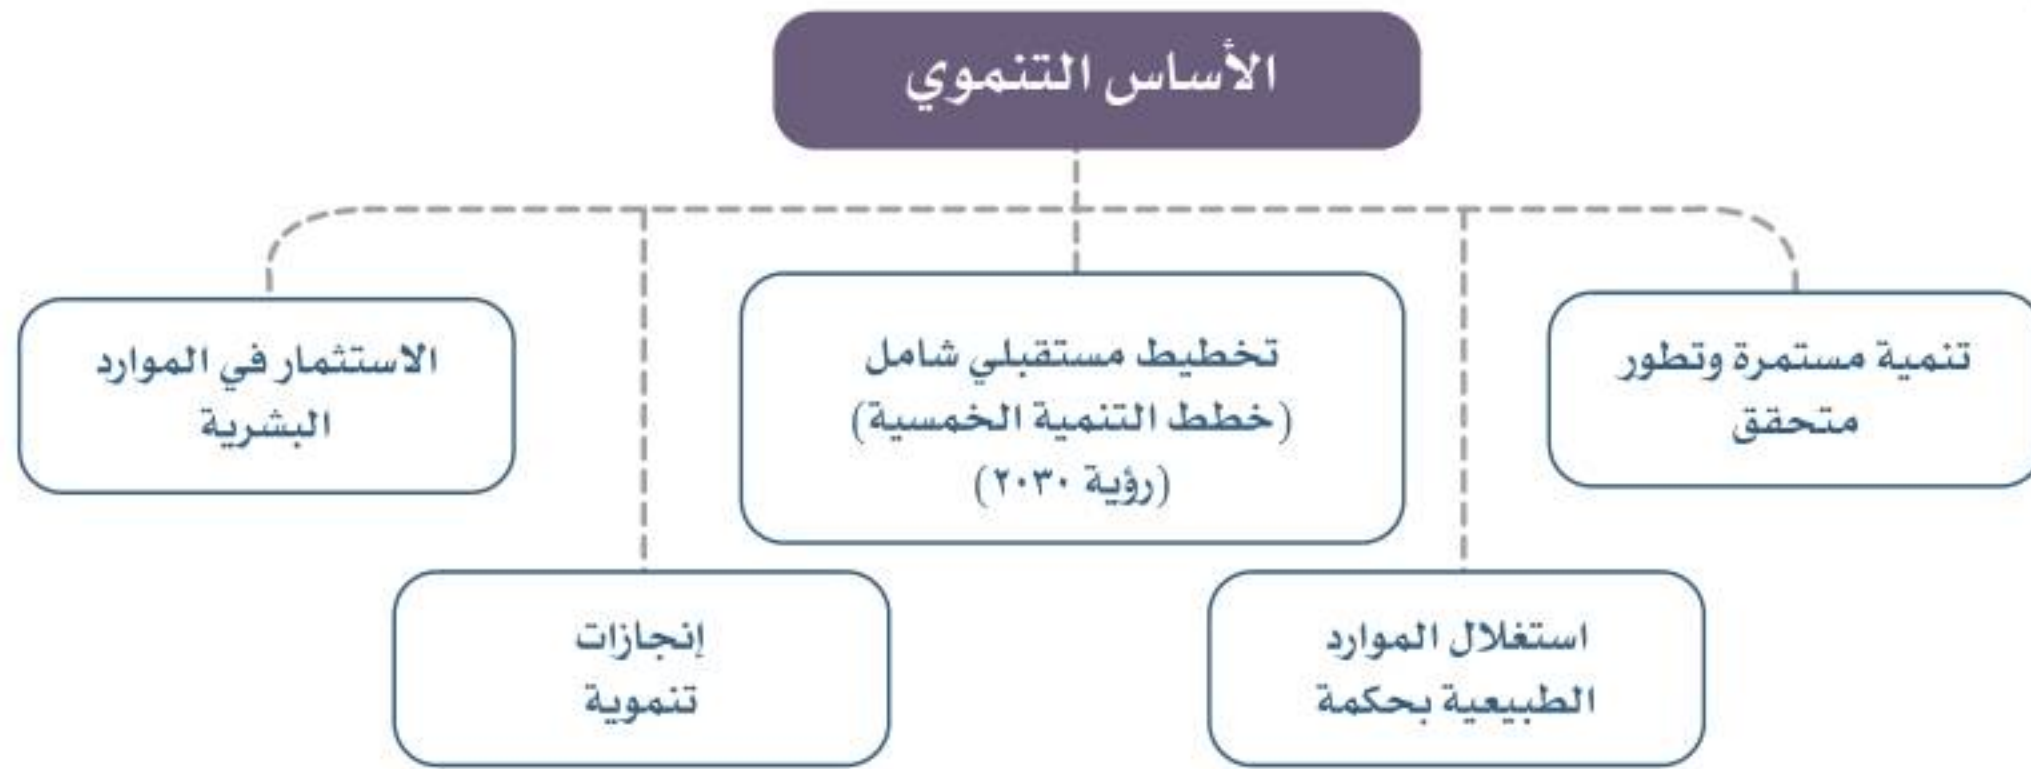 الأساس التنموي
تنمية مستمرة وتطور
متحقق
استغلال الموارد
الطبيعية بحكمة
تخطيط مستقبلي شامل
(خطط التنمية الخمسية)
(رؤية ٢٠٣٠)
إنجازات
تنموية
الاستثمار في الموارد
البشرية